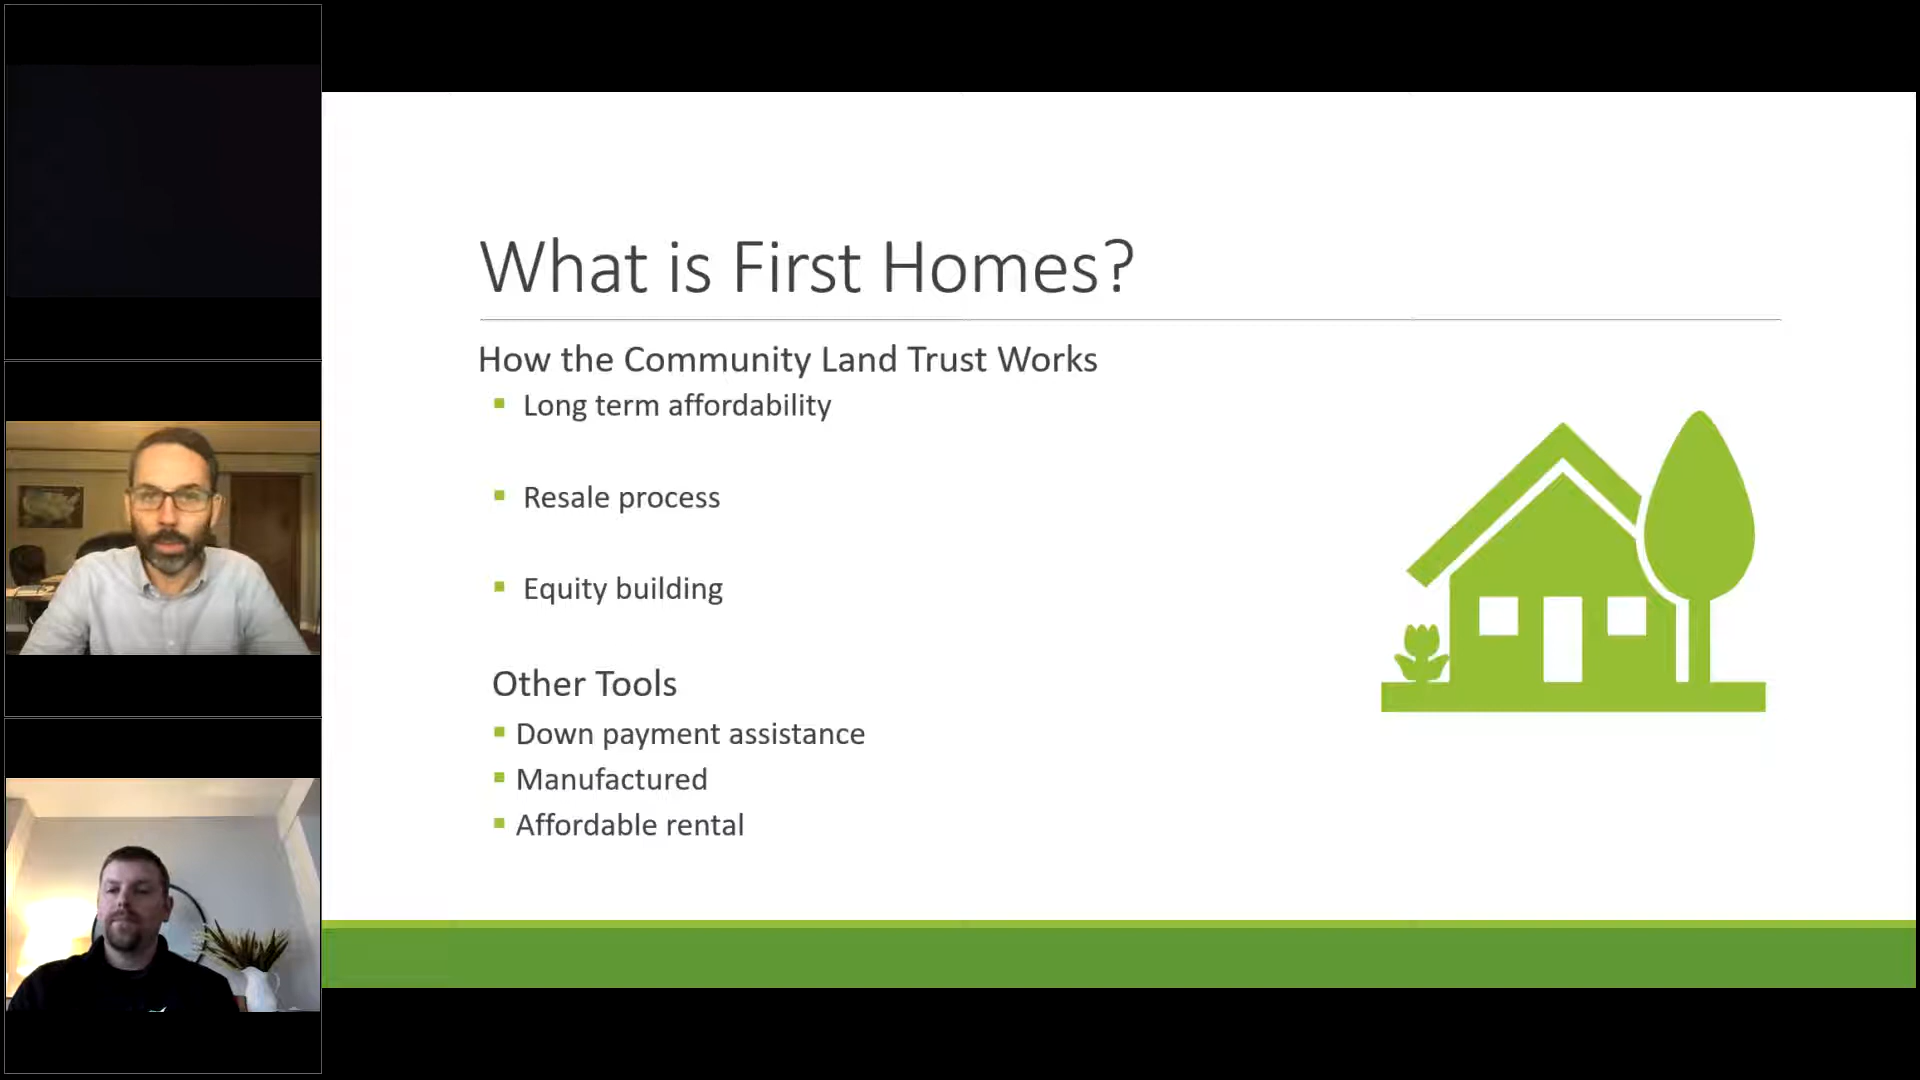 What is First Homes?
How the Community Land Trust Works
Long term affordability
Resale process
Equity building
Other Tools
Down payment assistance
Manufactured
Affordable rental